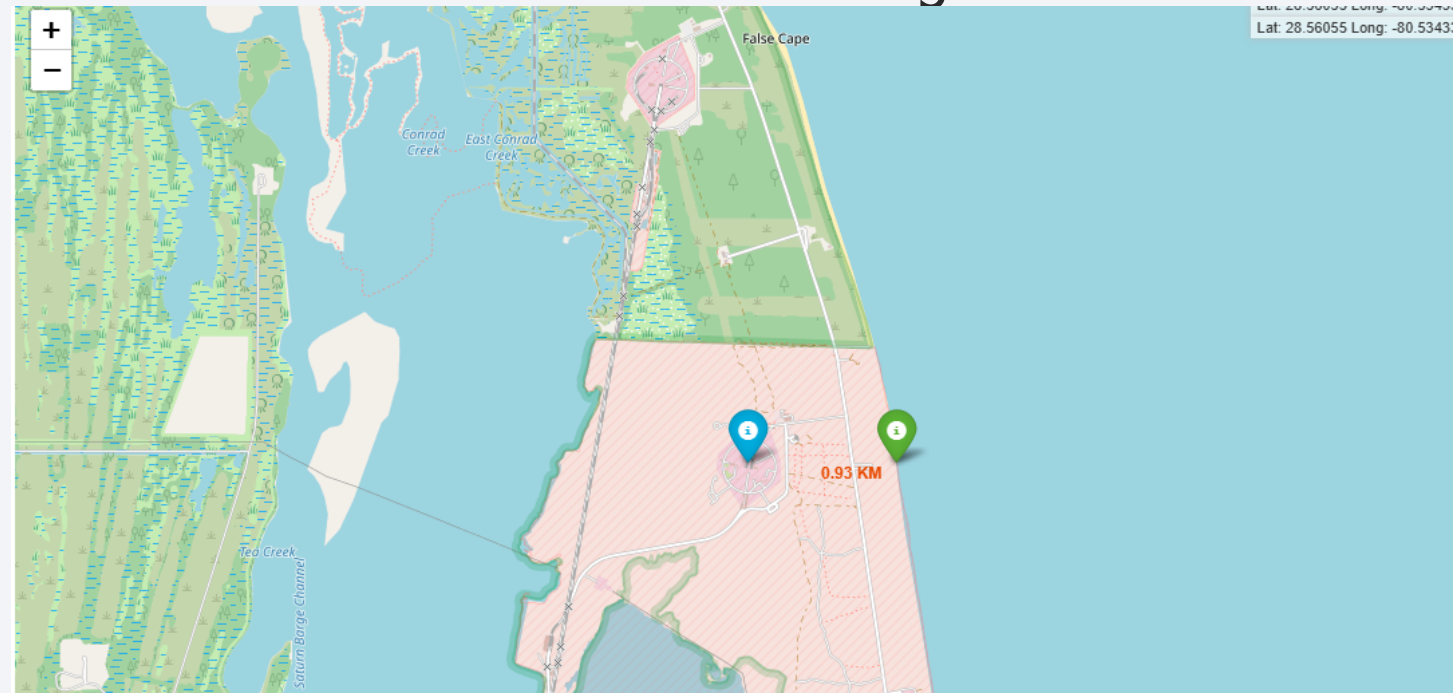 +
−
Lat: 28.56055 Long: -80.5343
False Cape
Conrad
Creek
East Conrad
Creek
0.93 KM
Tea Creek
Saturn Barge Channel